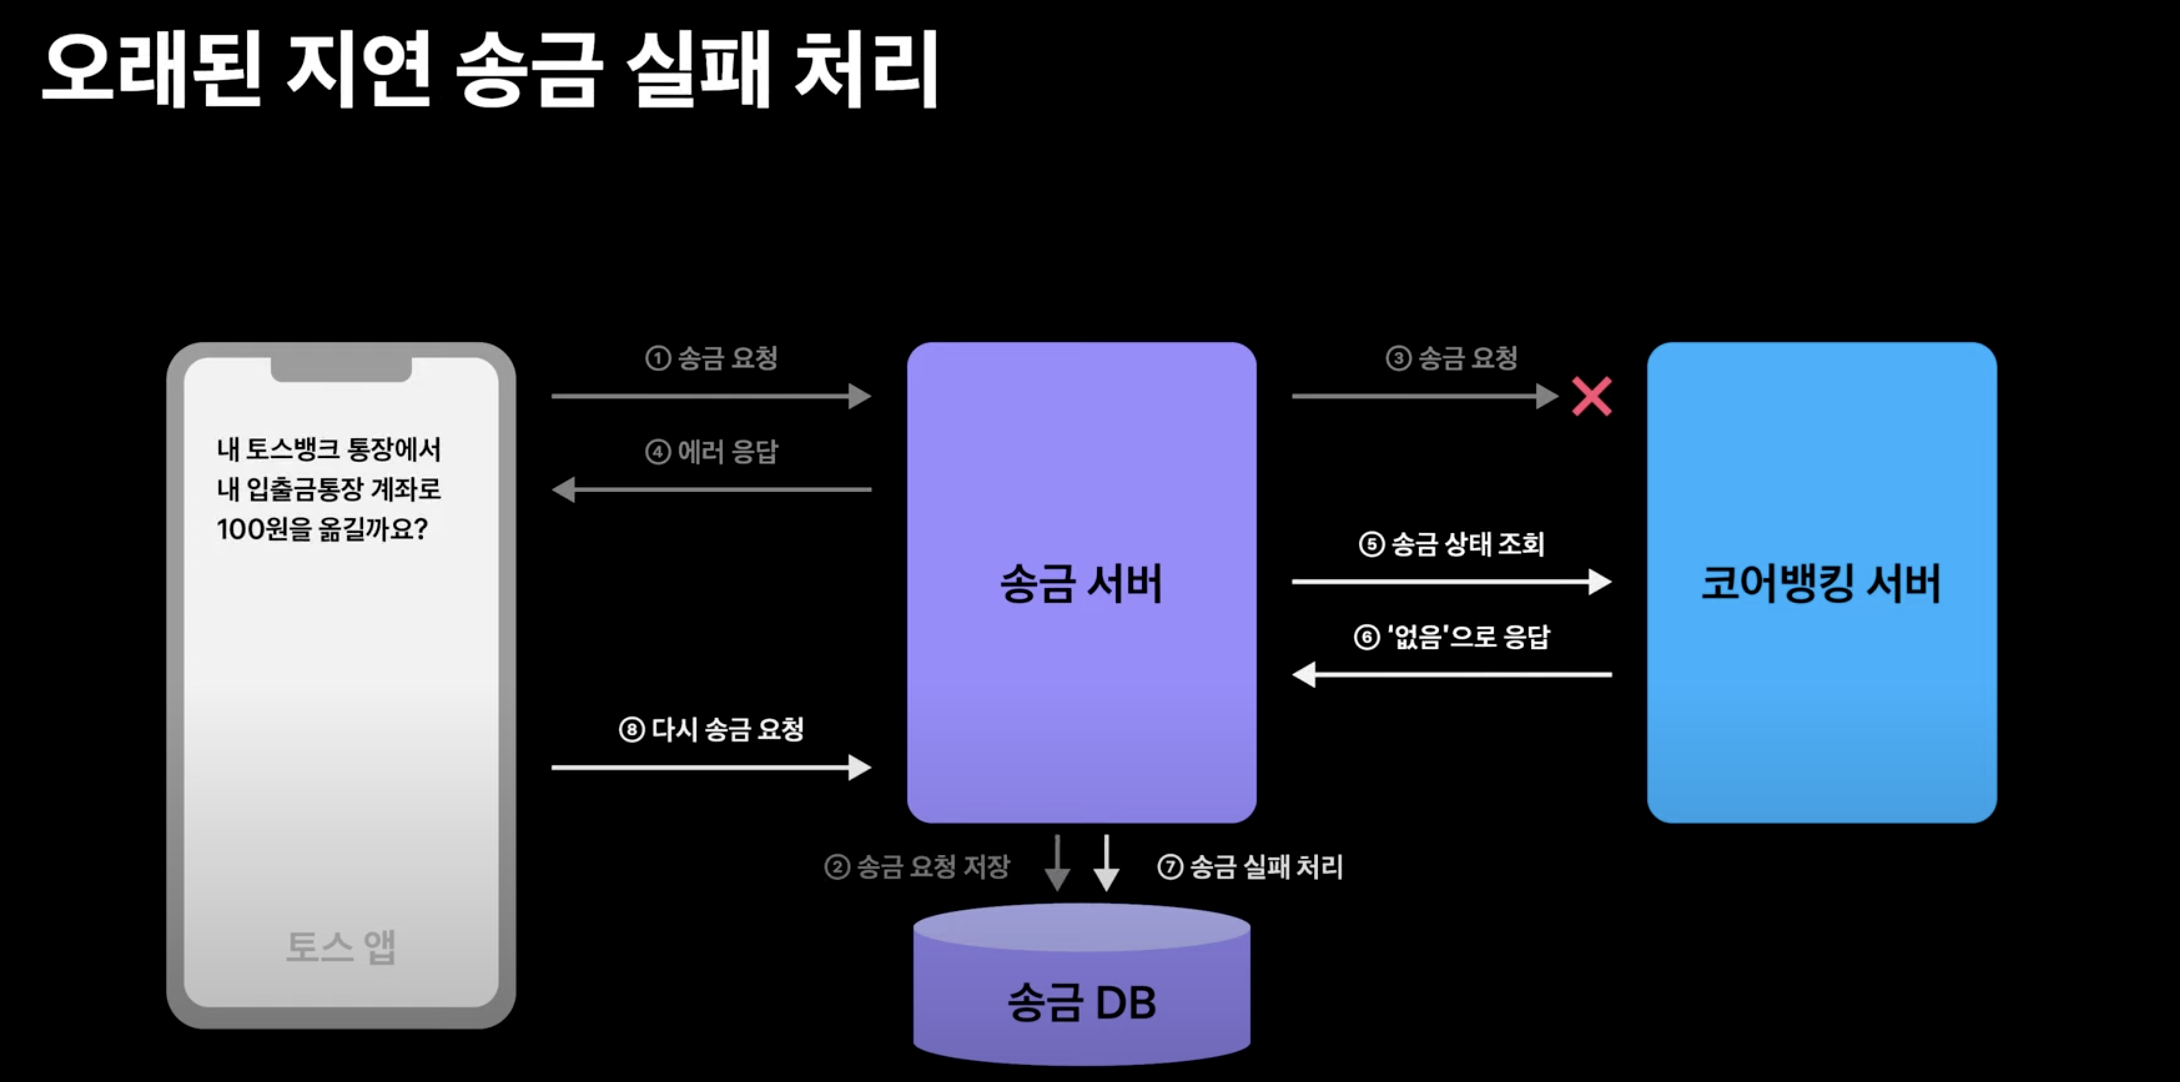 오래된 지연 송금 실패 처리
① 송금 요청
③ 송금 요청
④ 에러 응답
내 토스뱅크 통장에서
내 입출금통장 계좌로
100원을 옮길까요?
⑤ 송금 상태 조회
송금 서버
코어뱅킹 서버
⑥ '없음'으로 응답
⑧ 다시 송금 요청
② 송금 요청 저장
⑦ 송금 실패 처리
토스 앱
송금 DB